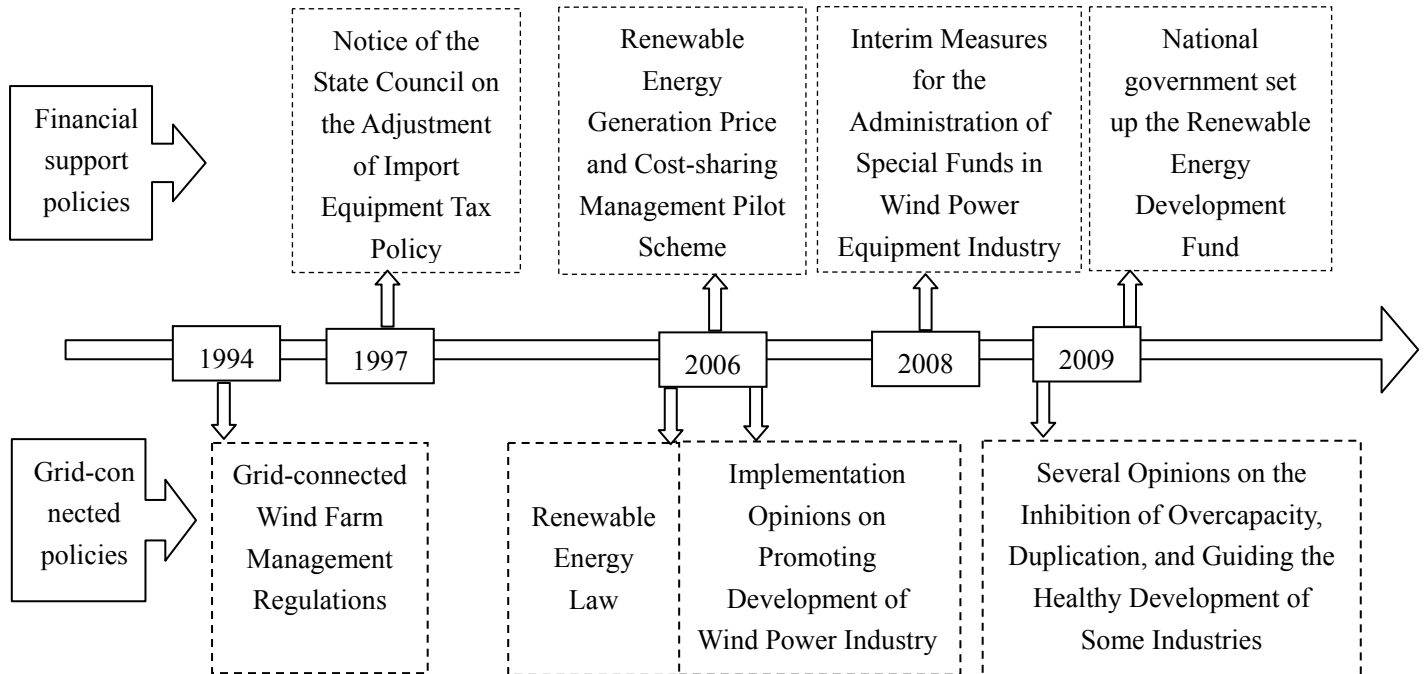 Financial
support
policies
Notice of the
State Council on
the Adjustment
of Import
Equipment Tax
Policy
Renewable
Energy
Generation Price
and Cost-sharing
Management Pilot
Scheme
Interim Measures
for the
Administration of
Special Funds in
Wind Power
Equipment Industry
National
government set
up the Renewable
Energy
Development
Fund
1994
1997
2006
2008
2009
Grid-con
nected
policies
Grid-connected
Wind Farm
Management
Regulations
Renewable
Energy
Law
Implementation
Opinions on
Promoting
Development of
Wind Power Industry
Several Opinions on the
Inhibition of Overcapacity,
Duplication, and Guiding the
Healthy Development of
Some Industries